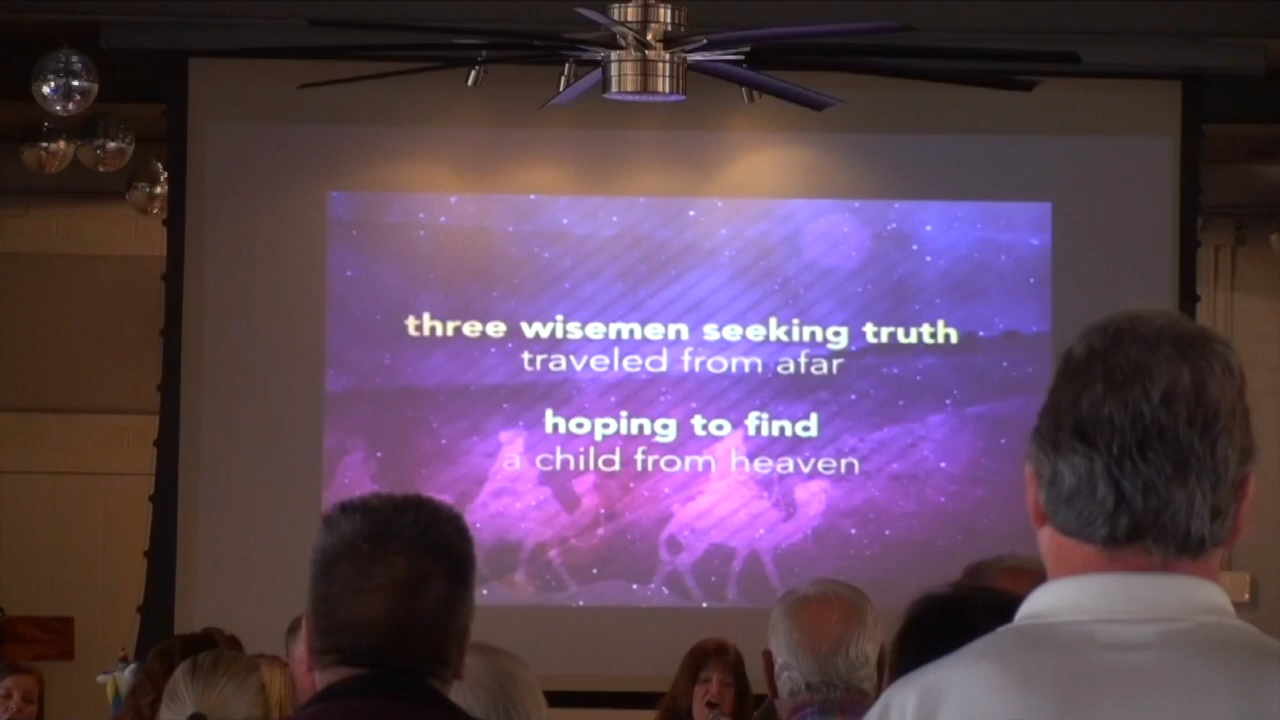 three wisemen seeking truth
traveled from afar
hoping to find
a child from heaven